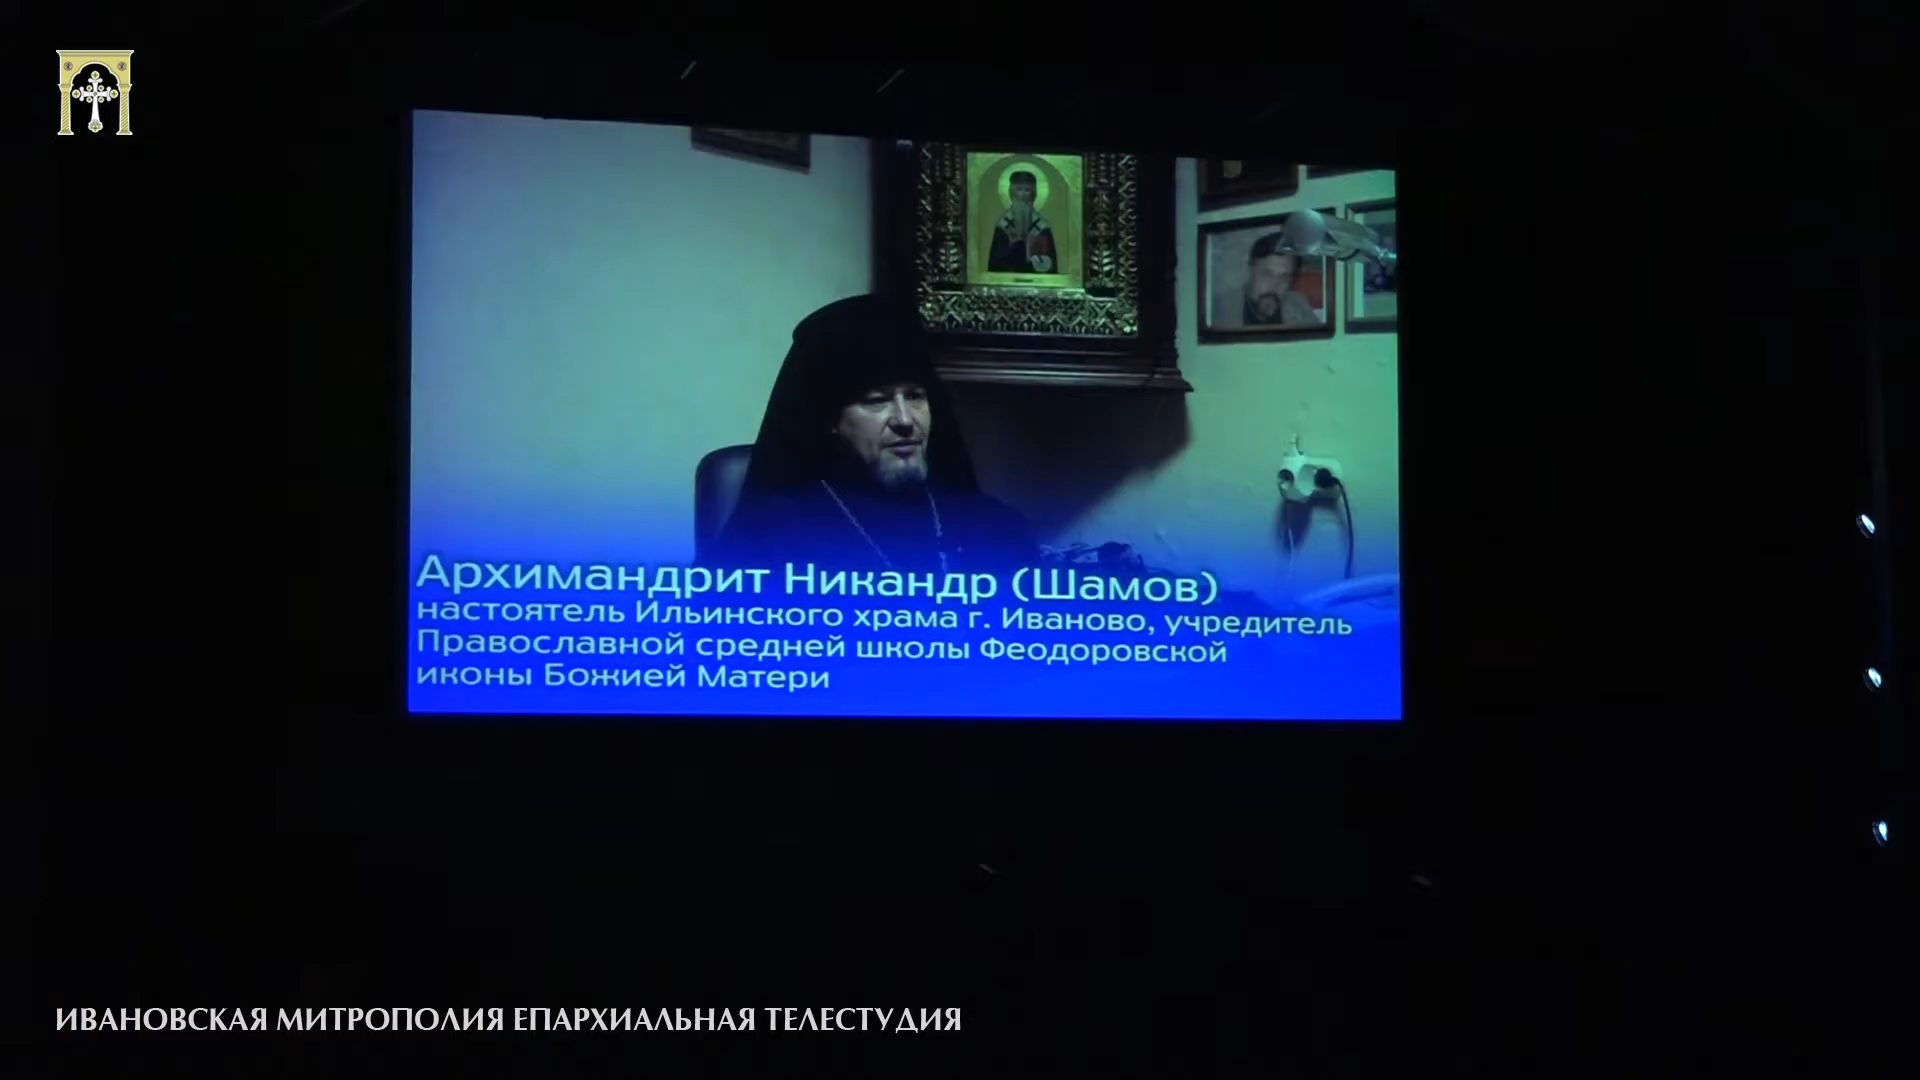 Архимандрит Никандр (Шамов)
настоятель Ильинского храма г. Иваново, учредитель
Православной средней школы Феодоровской
иконы Божией Матери
ИВАНОВСКАЯ МИТРОПОЛИЯ ЕПАРХИАЛЬНАЯ ТЕЛЕСТУДИЯ